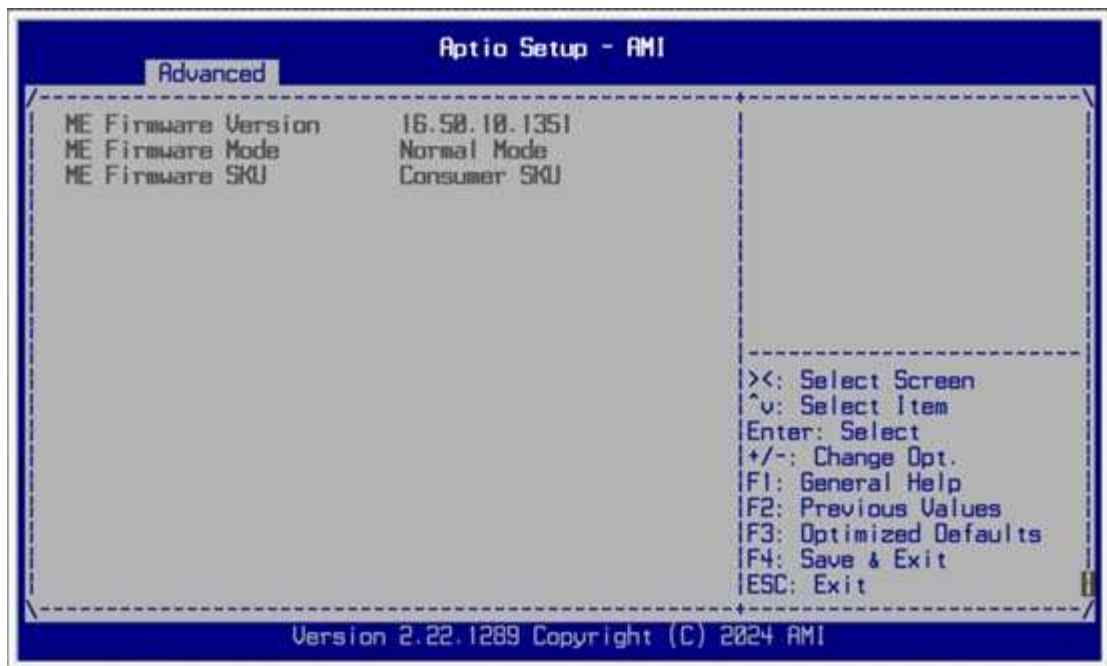 Aptio Setup - AMI
Advanced
ME Firmware Version 16.50.10.1351
ME Firmware Mode Normal Mode
ME Firmware SKU Consumer SKU
><: Select Screen
^v: Select Item
Enter: Select
+/-: Change Opt.
F1: General Help
F2: Previous Values
F3: Optimized Defaults
F4: Save & Exit
ESC: Exit
Version 2.22.1289 Copyright (C) 2024 AMI